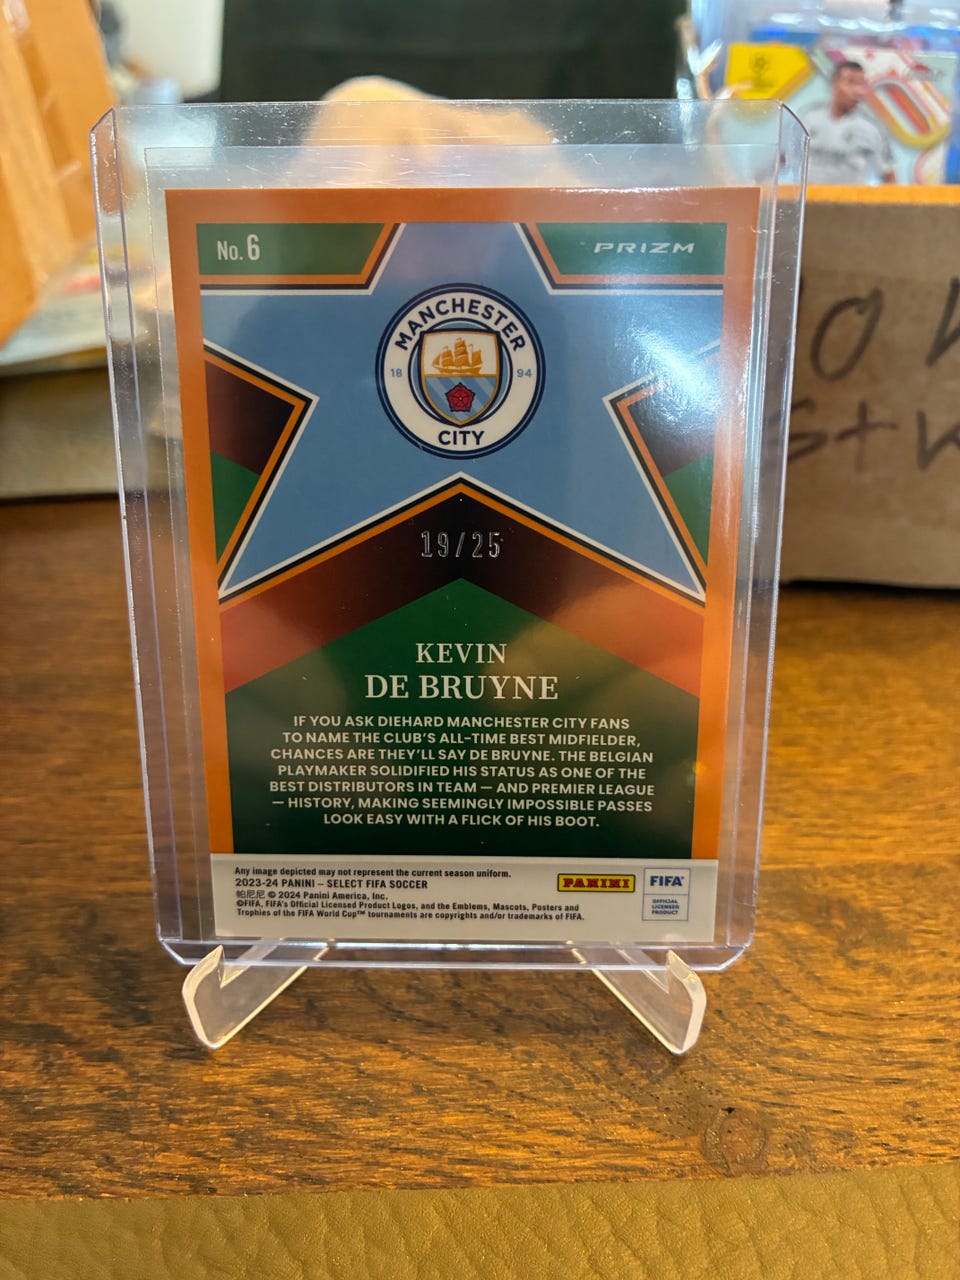 No. 6
PRIZM
MANCHESTER
18 94
CITY
19/25
KEVIN
DE BRUYNE
IF YOU ASK DIEHARD MANCHESTER CITY FANS
TO NAME THE CLUB'S ALL-TIME BEST MIDFIELDER,
CHANCES ARE THEY'LL SAY DE BRUYNE. THE BELGIAN
PLAYMAKER SOLIDIFIED HIS STATUS AS ONE OF THE
BEST DISTRIBUTORS IN TEAM — AND PREMIER LEAGUE
— HISTORY, MAKING SEEMINGLY IMPOSSIBLE PASSES
LOOK EASY WITH A FLICK OF HIS BOOT.
Any image depicted may not represent the current season uniform.
2023-24 PANINI – SELECT FIFA SOCCER
帕尼尼 © 2024 Panini America, Inc.
©FIFA, FIFA's Official Licensed Product Logos, and the Emblems, Mascots, Posters and
Trophies of the FIFA World Cup™ tournaments are copyrights and/or trademarks of FIFA.
PANINI
FIFA®
OFFICIAL
LICENSED
PRODUCT